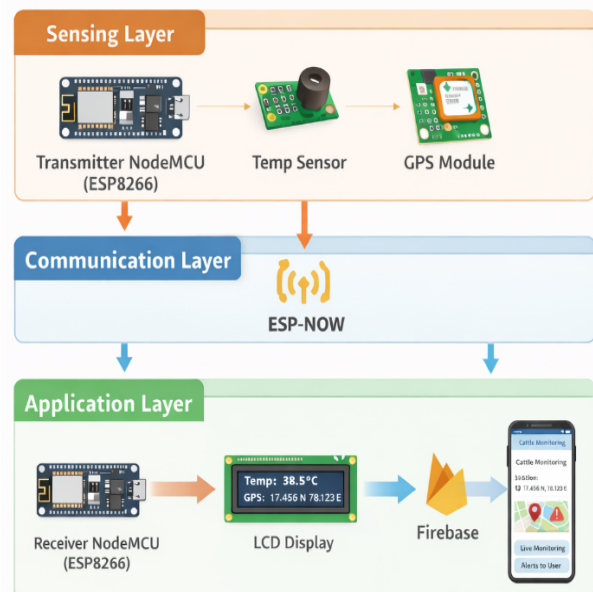 Sensing Layer
Transmitter NodeMCU
(ESP8266)
Temp Sensor
GPS Module
Communication Layer
ESP-NOW
Application Layer
Receiver NodeMCU
(ESP8266)
Temp: 38.5°C
GPS: 17.456 N 78.123 E
LCD Display
Firebase
Cattle Monitoring
Cattle Monitoring
17.456 N, 78.123 E
Live Monitoring
Alerts to User